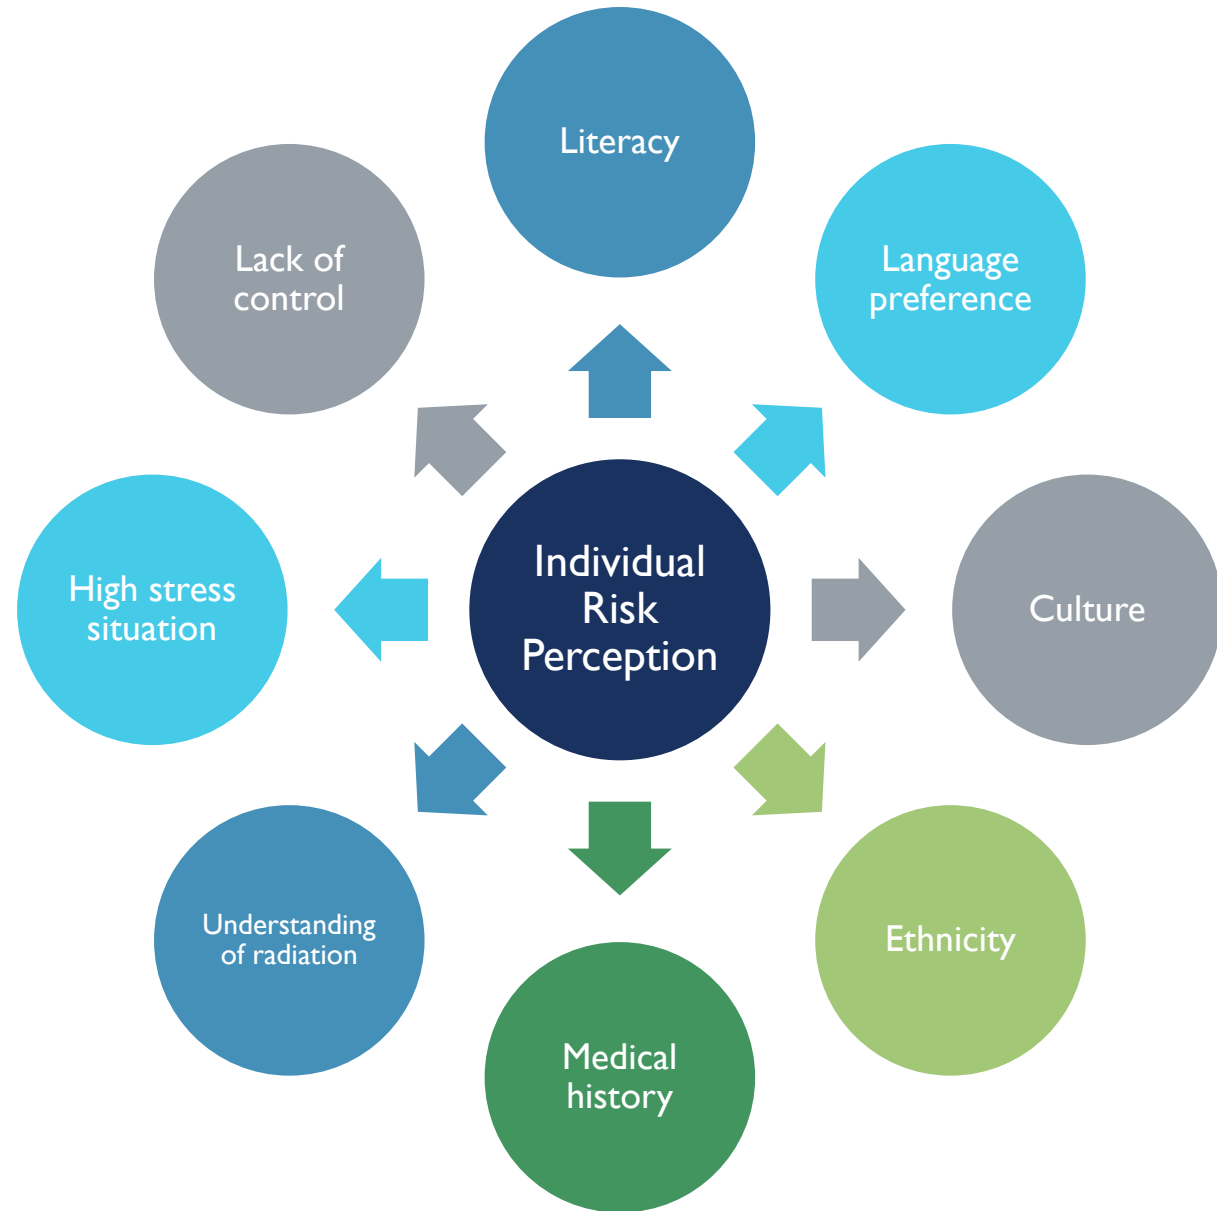 Literacy
Language
preference
Culture
Ethnicity
Medical
history
Understanding
of radiation
High stress
situation
Lack of
control
Individual
Risk
Perception